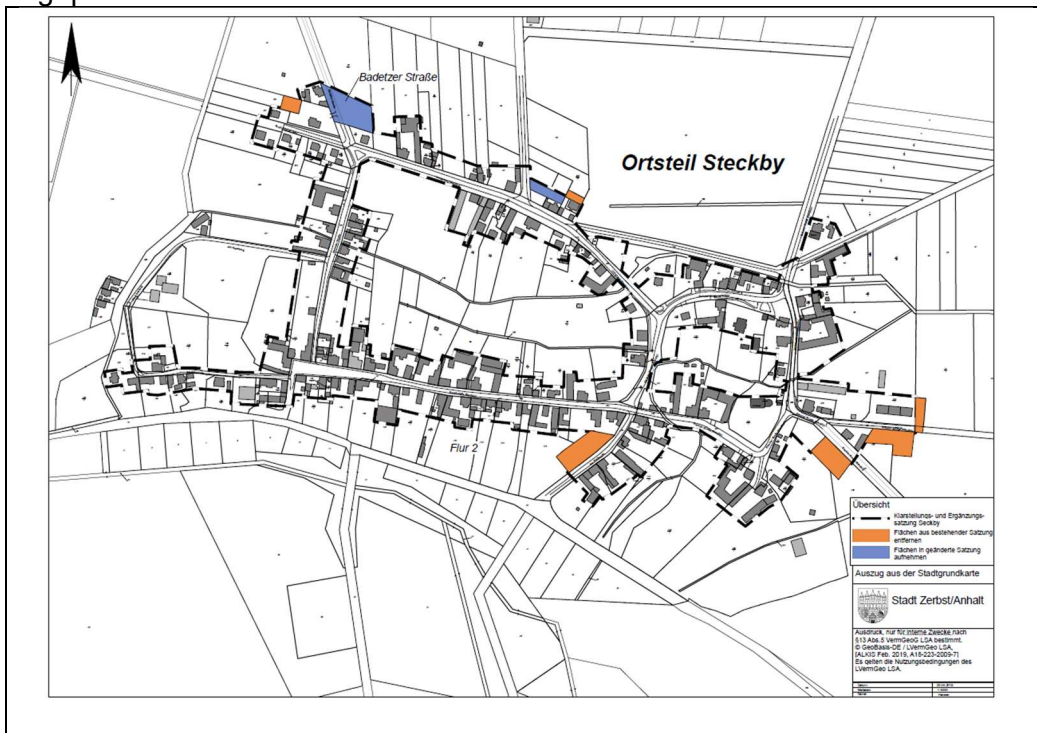 Badetzer Straße
Ortsteil Steckby
Flur 2
Übersicht
Klarstellungs- und Ergänzungs-
satzung Seckby
Flächen aus bestehender Satzung
entfernen
Flächen in geänderte Satzung
aufnehmen
Auszug aus der Stadtgrundkarte
Stadt Zerbst/Anhalt
Ausdruck, nur für interne Zwecke nach
§13 Abs.5 VermGeoG LSA bestimmt.
© GeoBasis-DE / LVermGeo LSA,
[ALKIS Feb. 2019, A18-223-2009-7]
Es gelten die Nutzungsbedingungen des
LVermGeo LSA.